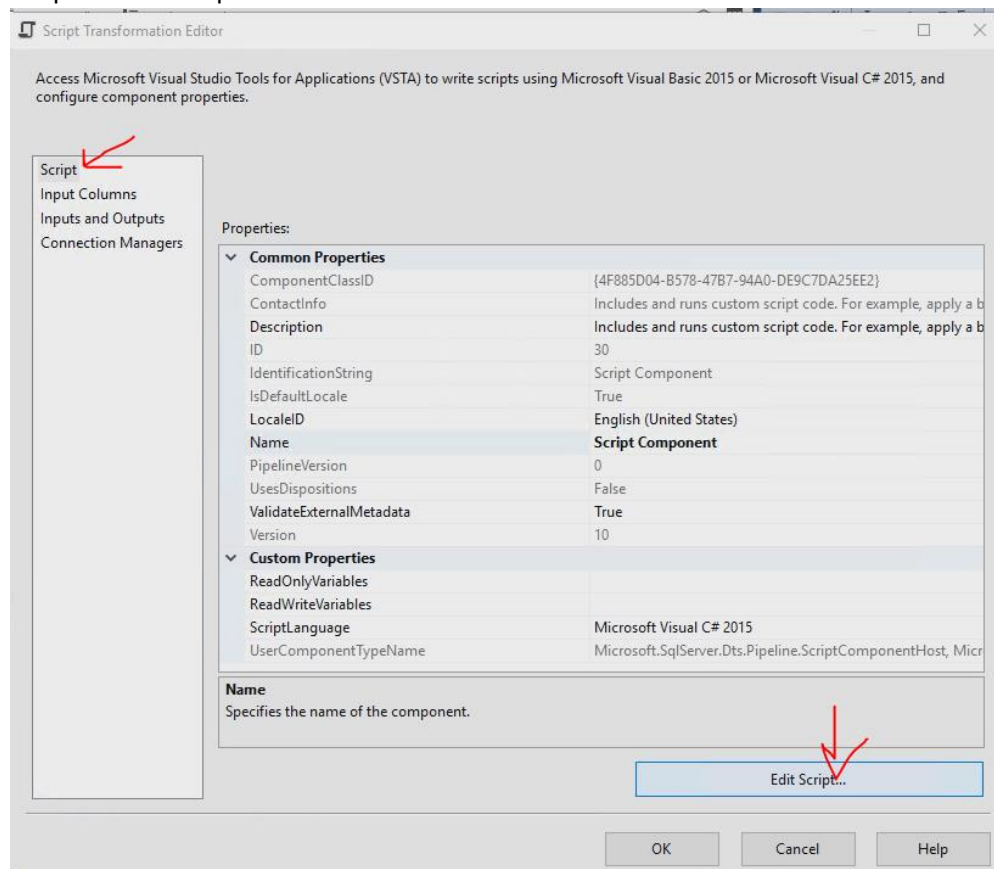 Script Transformation Editor
Access Microsoft Visual Studio Tools for Applications (VSTA) to write scripts using Microsoft Visual Basic 2015 or Microsoft Visual C# 2015, and
configure component properties.
Script
Input Columns
Inputs and Outputs
Connection Managers
Properties:
Common Properties
ComponentClassID {4F885D04-B578-47B7-94A0-DE9C7DA25EE2}
ContactInfo Includes and runs custom script code. For example, apply a b
Description Includes and runs custom script code. For example, apply a b
ID 30
IdentificationString Script Component
IsDefaultLocale True
LocaleID English (United States)
Name Script Component
PipelineVersion 0
UsesDispositions False
ValidateExternalMetadata True
Version 10
Custom Properties
ReadOnlyVariables
ReadWriteVariables
ScriptLanguage Microsoft Visual C# 2015
UserComponentTypeName Microsoft.SqlServer.Dts.Pipeline.ScriptComponentHost, Micr
Name
Specifies the name of the component.
Edit Script...
OK Cancel Help